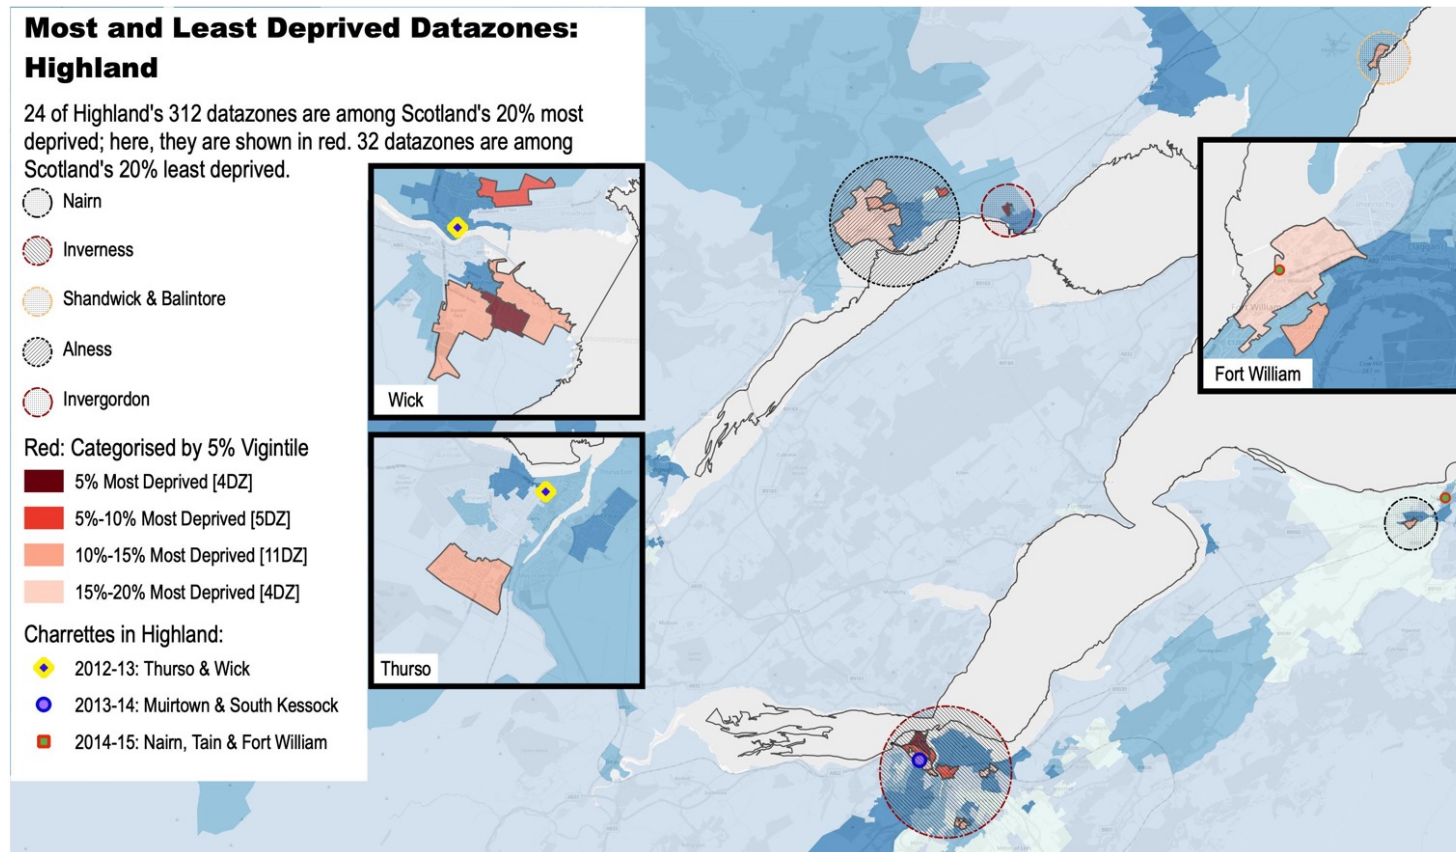 Most and Least Deprived Datazones:
Highland
24 of Highland's 312 datazones are among Scotland's 20% most
deprived; here, they are shown in red. 32 datazones are among
Scotland's 20% least deprived.
Nairn
Inverness
Shandwick & Balintore
Alness
Invergordon
Red: Categorised by 5% Vigintile
5% Most Deprived [4DZ]
5%-10% Most Deprived [5DZ]
10%-15% Most Deprived [11DZ]
15%-20% Most Deprived [4DZ]
Charrettes in Highland:
2012-13: Thurso & Wick
2013-14: Muirtown & South Kessock
2014-15: Nairn, Tain & Fort William
Wick
Thurso
Fort William
Fort William